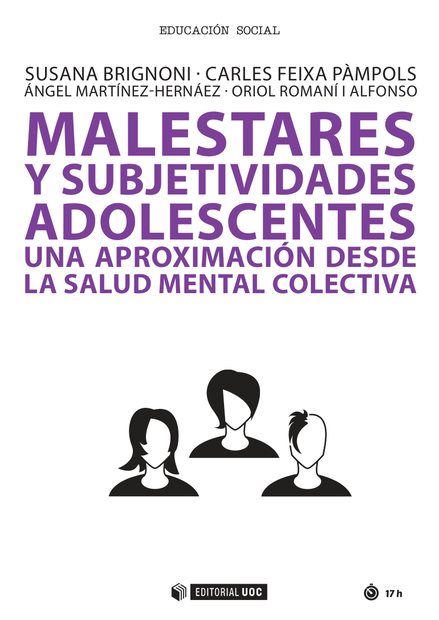 EDUCACIÓN SOCIAL
SUSANA BRIGNONI · CARLES FEIXA PÀMPOLS
ÁNGEL MARTÍNEZ-HERNÁEZ · ORIOL ROMANÍ I ALFONSO
MALESTARES
Y SUBJETIVIDADES
ADOLESCENTES
UNA APROXIMACIÓN DESDE
LA SALUD MENTAL COLECTIVA
EDITORIAL UOC
17 h